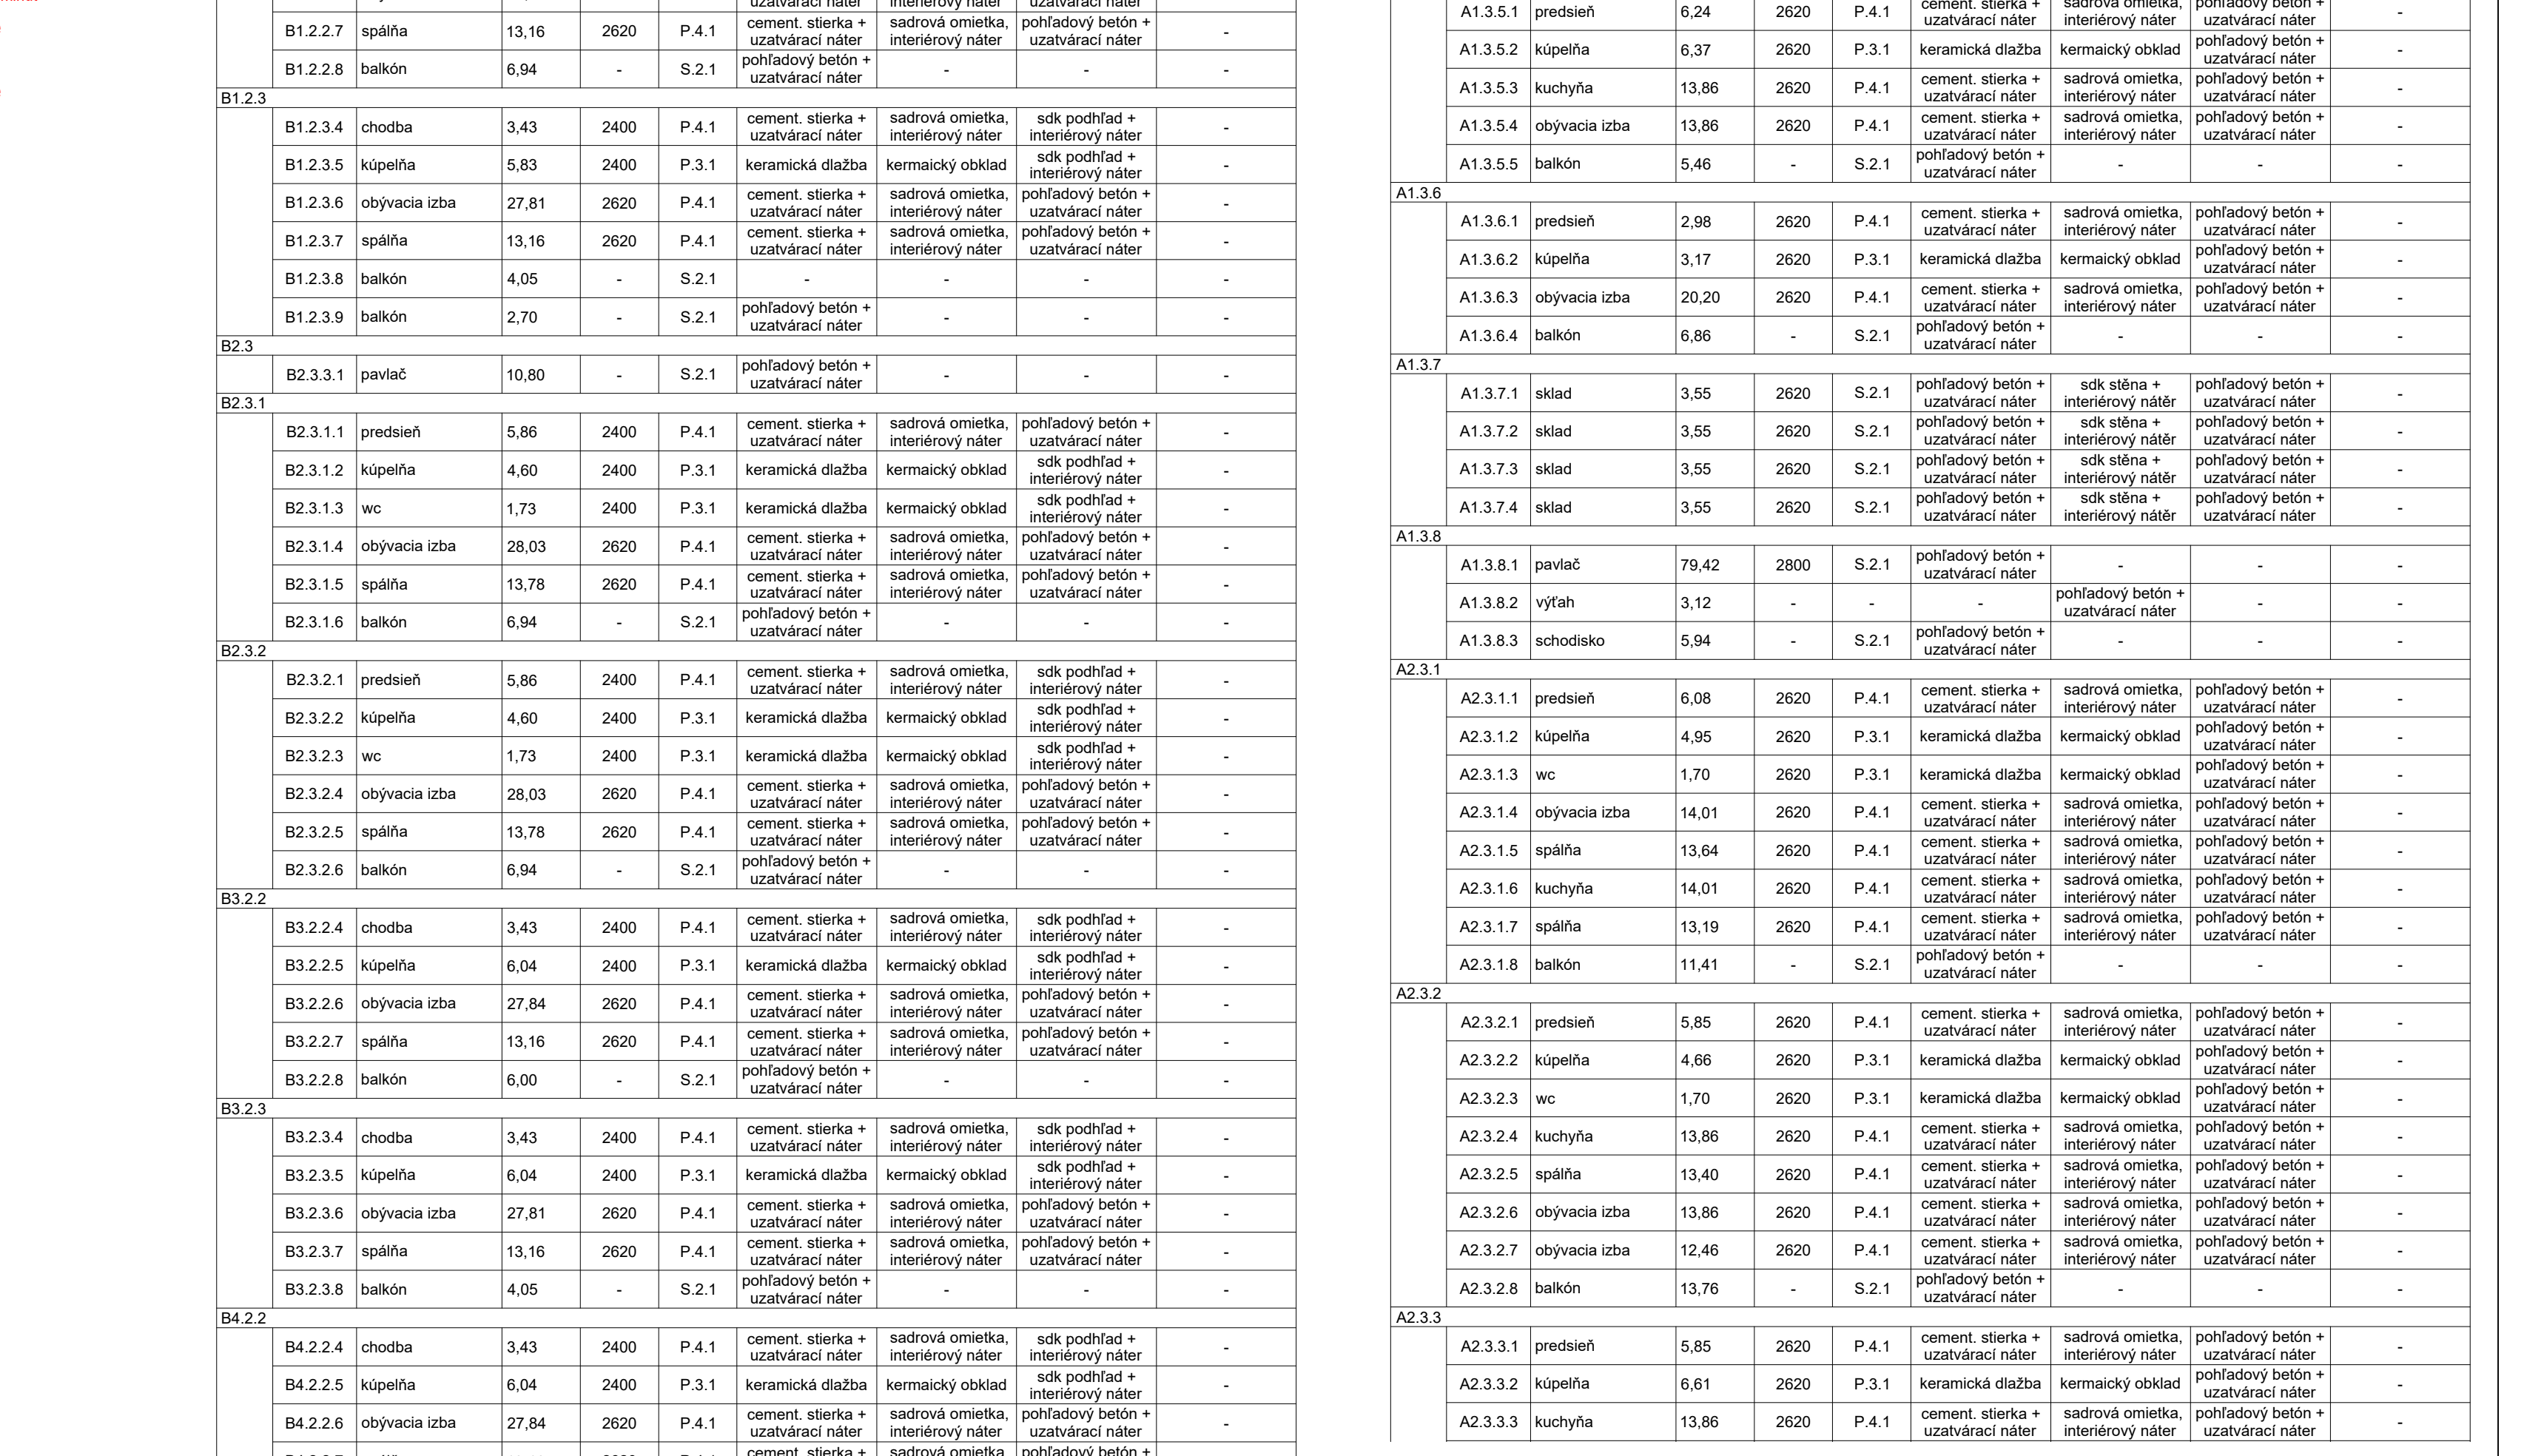 uzatvárací náter interiérový náter uzatvárací náter
B1.2.2.7 spálňa 13,16 2620 P.4.1 cement. stierka + uzatvárací náter sadrová omietka, interiérový náter pohľadový betón + uzatvárací náter -
B1.2.2.8 balkón 6,94 - S.2.1 pohľadový betón + uzatvárací náter - - -
B1.2.3
B1.2.3.4 chodba 3,43 2400 P.4.1 cement. stierka + uzatvárací náter sadrová omietka, interiérový náter sdk podhľad + interiérový náter -
B1.2.3.5 kúpelňa 5,83 2400 P.3.1 keramická dlažba kermaický obklad sdk podhľad + interiérový náter -
B1.2.3.6 obývacia izba 27,81 2620 P.4.1 cement. stierka + uzatvárací náter sadrová omietka, interiérový náter pohľadový betón + uzatvárací náter -
B1.2.3.7 spálňa 13,16 2620 P.4.1 cement. stierka + uzatvárací náter sadrová omietka, interiérový náter pohľadový betón + uzatvárací náter -
B1.2.3.8 balkón 4,05 - S.2.1 - - - -
B1.2.3.9 balkón 2,70 - S.2.1 pohľadový betón + uzatvárací náter - - -
B2.3
B2.3.3.1 pavlač 10,80 - S.2.1 pohľadový betón + uzatvárací náter - - -
B2.3.1
B2.3.1.1 predsieň 5,86 2400 P.4.1 cement. stierka + uzatvárací náter sadrová omietka, interiérový náter pohľadový betón + uzatvárací náter -
B2.3.1.2 kúpelňa 4,60 2400 P.3.1 keramická dlažba kermaický obklad sdk podhľad + interiérový náter -
B2.3.1.3 wc 1,73 2400 P.3.1 keramická dlažba kermaický obklad sdk podhľad + interiérový náter -
B2.3.1.4 obývacia izba 28,03 2620 P.4.1 cement. stierka + uzatvárací náter sadrová omietka, interiérový náter pohľadový betón + uzatvárací náter -
B2.3.1.5 spálňa 13,78 2620 P.4.1 cement. stierka + uzatvárací náter sadrová omietka, interiérový náter pohľadový betón + uzatvárací náter -
B2.3.1.6 balkón 6,94 - S.2.1 pohľadový betón + uzatvárací náter - - -
B2.3.2
B2.3.2.1 predsieň 5,86 2400 P.4.1 cement. stierka + uzatvárací náter sadrová omietka, interiérový náter sdk podhľad + interiérový náter -
B2.3.2.2 kúpelňa 4,60 2400 P.3.1 keramická dlažba kermaický obklad sdk podhľad + interiérový náter -
B2.3.2.3 wc 1,73 2400 P.3.1 keramická dlažba kermaický obklad sdk podhľad + interiérový náter -
B2.3.2.4 obývacia izba 28,03 2620 P.4.1 cement. stierka + uzatvárací náter sadrová omietka, interiérový náter pohľadový betón + uzatvárací náter -
B2.3.2.5 spálňa 13,78 2620 P.4.1 cement. stierka + uzatvárací náter sadrová omietka, interiérový náter pohľadový betón + uzatvárací náter -
B2.3.2.6 balkón 6,94 - S.2.1 pohľadový betón + uzatvárací náter - - -
B3.2.2
B3.2.2.4 chodba 3,43 2400 P.4.1 cement. stierka + uzatvárací náter sadrová omietka, interiérový náter sdk podhľad + interiérový náter -
B3.2.2.5 kúpelňa 6,04 2400 P.3.1 keramická dlažba kermaický obklad sdk podhľad + interiérový náter -
B3.2.2.6 obývacia izba 27,84 2620 P.4.1 cement. stierka + uzatvárací náter sadrová omietka, interiérový náter pohľadový betón + uzatvárací náter -
B3.2.2.7 spálňa 13,16 2620 P.4.1 cement. stierka + uzatvárací náter sadrová omietka, interiérový náter pohľadový betón + uzatvárací náter -
B3.2.2.8 balkón 6,00 - S.2.1 pohľadový betón + uzatvárací náter - - -
B3.2.3
B3.2.3.4 chodba 3,43 2400 P.4.1 cement. stierka + uzatvárací náter sadrová omietka, interiérový náter sdk podhľad + interiérový náter -
B3.2.3.5 kúpelňa 6,04 2400 P.3.1 keramická dlažba kermaický obklad sdk podhľad + interiérový náter -
B3.2.3.6 obývacia izba 27,81 2620 P.4.1 cement. stierka + uzatvárací náter sadrová omietka, interiérový náter pohľadový betón + uzatvárací náter -
B3.2.3.7 spálňa 13,16 2620 P.4.1 cement. stierka + uzatvárací náter sadrová omietka, interiérový náter pohľadový betón + uzatvárací náter -
B3.2.3.8 balkón 4,05 - S.2.1 pohľadový betón + uzatvárací náter - - -
B4.2.2
B4.2.2.4 chodba 3,43 2400 P.4.1 cement. stierka + uzatvárací náter sadrová omietka, interiérový náter sdk podhľad + interiérový náter -
B4.2.2.5 kúpelňa 6,04 2400 P.3.1 keramická dlažba kermaický obklad sdk podhľad + interiérový náter -
B4.2.2.6 obývacia izba 27,84 2620 P.4.1 cement. stierka + uzatvárací náter sadrová omietka, interiérový náter pohľadový betón + uzatvárací náter -
cement. stierka + sadrová omietka, pohľadový betón +
A1.3.5.1 predsieň 6,24 2620 P.4.1 cement. stierka + uzatvárací náter sadrová omietka, interiérový náter pohľadový betón + uzatvárací náter -
A1.3.5.2 kúpelňa 6,37 2620 P.3.1 keramická dlažba kermaický obklad pohľadový betón + uzatvárací náter -
A1.3.5.3 kuchyňa 13,86 2620 P.4.1 cement. stierka + uzatvárací náter sadrová omietka, interiérový náter pohľadový betón + uzatvárací náter -
A1.3.5.4 obývacia izba 13,86 2620 P.4.1 cement. stierka + uzatvárací náter sadrová omietka, interiérový náter pohľadový betón + uzatvárací náter -
A1.3.5.5 balkón 5,46 - S.2.1 pohľadový betón + uzatvárací náter - - -
A1.3.6
A1.3.6.1 predsieň 2,98 2620 P.4.1 cement. stierka + uzatvárací náter sadrová omietka, interiérový náter pohľadový betón + uzatvárací náter -
A1.3.6.2 kúpelňa 3,17 2620 P.3.1 keramická dlažba kermaický obklad pohľadový betón + uzatvárací náter -
A1.3.6.3 obývacia izba 20,20 2620 P.4.1 cement. stierka + uzatvárací náter sadrová omietka, interiérový náter pohľadový betón + uzatvárací náter -
A1.3.6.4 balkón 6,86 - S.2.1 pohľadový betón + uzatvárací náter - - -
A1.3.7
A1.3.7.1 sklad 3,55 2620 S.2.1 pohľadový betón + uzatvárací náter sdk stěna + interiérový nátěr pohľadový betón + uzatvárací náter -
A1.3.7.2 sklad 3,55 2620 S.2.1 pohľadový betón + uzatvárací náter sdk stěna + interiérový nátěr pohľadový betón + uzatvárací náter -
A1.3.7.3 sklad 3,55 2620 S.2.1 pohľadový betón + uzatvárací náter sdk stěna + interiérový nátěr pohľadový betón + uzatvárací náter -
A1.3.7.4 sklad 3,55 2620 S.2.1 pohľadový betón + uzatvárací náter sdk stěna + interiérový nátěr pohľadový betón + uzatvárací náter -
A1.3.8
A1.3.8.1 pavlač 79,42 2800 S.2.1 pohľadový betón + uzatvárací náter - - -
A1.3.8.2 výťah 3,12 - - - pohľadový betón + uzatvárací náter - -
A1.3.8.3 schodisko 5,94 - S.2.1 pohľadový betón + uzatvárací náter - - -
A2.3.1
A2.3.1.1 predsieň 6,08 2620 P.4.1 cement. stierka + uzatvárací náter sadrová omietka, interiérový náter pohľadový betón + uzatvárací náter -
A2.3.1.2 kúpelňa 4,95 2620 P.3.1 keramická dlažba kermaický obklad pohľadový betón + uzatvárací náter -
A2.3.1.3 wc 1,70 2620 P.3.1 keramická dlažba kermaický obklad pohľadový betón + uzatvárací náter -
A2.3.1.4 obývacia izba 14,01 2620 P.4.1 cement. stierka + uzatvárací náter sadrová omietka, interiérový náter pohľadový betón + uzatvárací náter -
A2.3.1.5 spálňa 13,64 2620 P.4.1 cement. stierka + uzatvárací náter sadrová omietka, interiérový náter pohľadový betón + uzatvárací náter -
A2.3.1.6 kuchyňa 14,01 2620 P.4.1 cement. stierka + uzatvárací náter sadrová omietka, interiérový náter pohľadový betón + uzatvárací náter -
A2.3.1.7 spálňa 13,19 2620 P.4.1 cement. stierka + uzatvárací náter sadrová omietka, interiérový náter pohľadový betón + uzatvárací náter -
A2.3.1.8 balkón 11,41 - S.2.1 pohľadový betón + uzatvárací náter - - -
A2.3.2
A2.3.2.1 predsieň 5,85 2620 P.4.1 cement. stierka + uzatvárací náter sadrová omietka, interiérový náter pohľadový betón + uzatvárací náter -
A2.3.2.2 kúpelňa 4,66 2620 P.3.1 keramická dlažba kermaický obklad pohľadový betón + uzatvárací náter -
A2.3.2.3 wc 1,70 2620 P.3.1 keramická dlažba kermaický obklad pohľadový betón + uzatvárací náter -
A2.3.2.4 kuchyňa 13,86 2620 P.4.1 cement. stierka + uzatvárací náter sadrová omietka, interiérový náter pohľadový betón + uzatvárací náter -
A2.3.2.5 spálňa 13,40 2620 P.4.1 cement. stierka + uzatvárací náter sadrová omietka, interiérový náter pohľadový betón + uzatvárací náter -
A2.3.2.6 obývacia izba 13,86 2620 P.4.1 cement. stierka + uzatvárací náter sadrová omietka, interiérový náter pohľadový betón + uzatvárací náter -
A2.3.2.7 obývacia izba 12,46 2620 P.4.1 cement. stierka + uzatvárací náter sadrová omietka, interiérový náter pohľadový betón + uzatvárací náter -
A2.3.2.8 balkón 13,76 - S.2.1 pohľadový betón + uzatvárací náter - - -
A2.3.3
A2.3.3.1 predsieň 5,85 2620 P.4.1 cement. stierka + uzatvárací náter sadrová omietka, interiérový náter pohľadový betón + uzatvárací náter -
A2.3.3.2 kúpelňa 6,61 2620 P.3.1 keramická dlažba kermaický obklad pohľadový betón + uzatvárací náter -
A2.3.3.3 kuchyňa 13,86 2620 P.4.1 cement. stierka + uzatvárací náter sadrová omietka, interiérový náter pohľadový betón + uzatvárací náter -